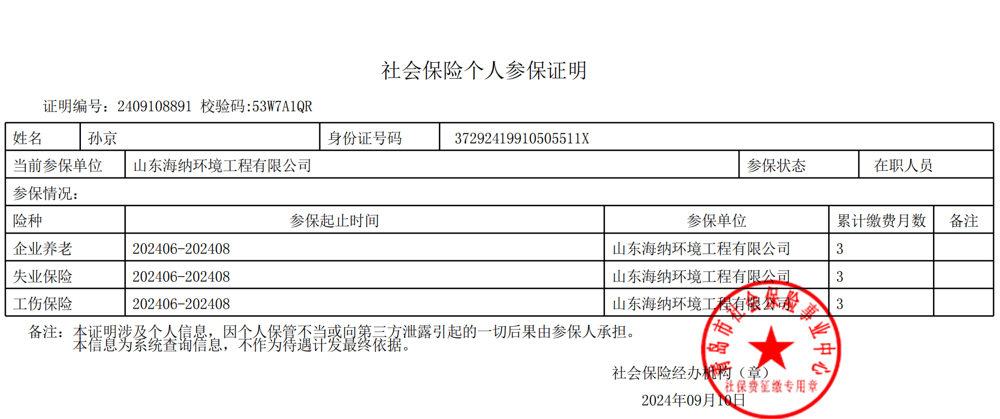 社会保险个人参保证明
证明编号：2409108891 校验码:53W7A1QR
姓名 孙京 身份证号码 37292419910505511X
当前参保单位 山东海纳环境工程有限公司 参保状态 在职人员
参保情况：
险种 参保起止时间 参保单位 累计缴费月数 备注
企业养老 202406-202408 山东海纳环境工程有限公司 3
失业保险 202406-202408 山东海纳环境工程有限公司 3
工伤保险 202406-202408 山东海纳环境工程有限公司 3
备注：本证明涉及个人信息，因个人保管不当或向第三方泄露引起的一切后果由参保人承担。
本信息为系统查询信息，不作为待遇计发最终依据。
社会保险经办机构（章）
2024年09月10日
青岛市社会保险事业中心
社保费征缴专用章